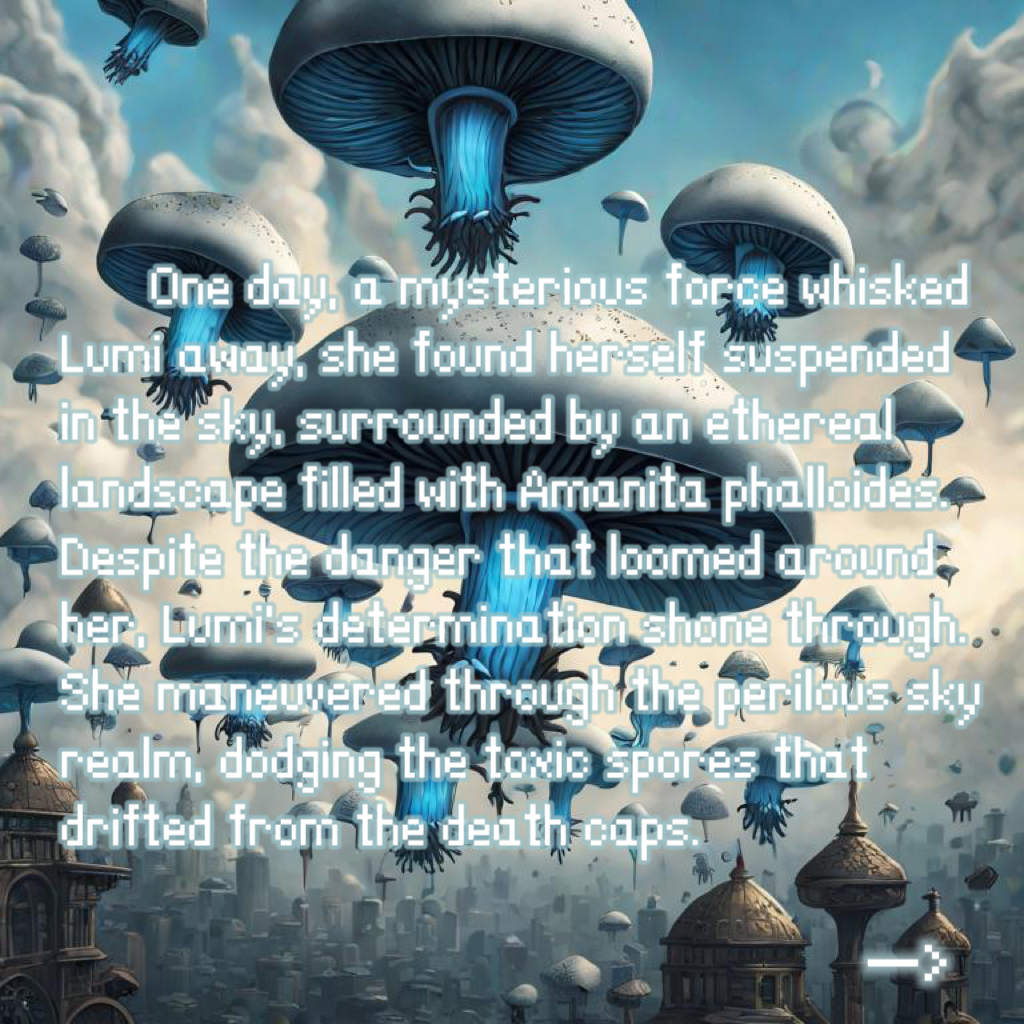 One day, a mysterious force whisked
Lumi away, she found herself suspended
in the sky, surrounded by an ethereal
landscape filled with Amanita phalloides.
Despite the danger that loomed around
her, Lumi's determination shone through.
She maneuvered through the perilous sky
realm, dodging the toxic spores that
drifted from the death caps.